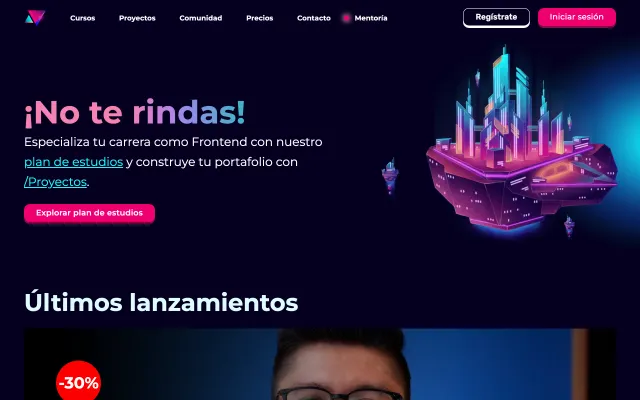 Cursos
Proyectos
Comunidad
Precios
Contacto
Mentoría
Regístrate
Iniciar sesión
¡No te rindas!
Especializa tu carrera como Frontend con nuestro
plan de estudios y construye tu portafolio con
/Proyectos.
Explorar plan de estudios
Últimos lanzamientos
-30%